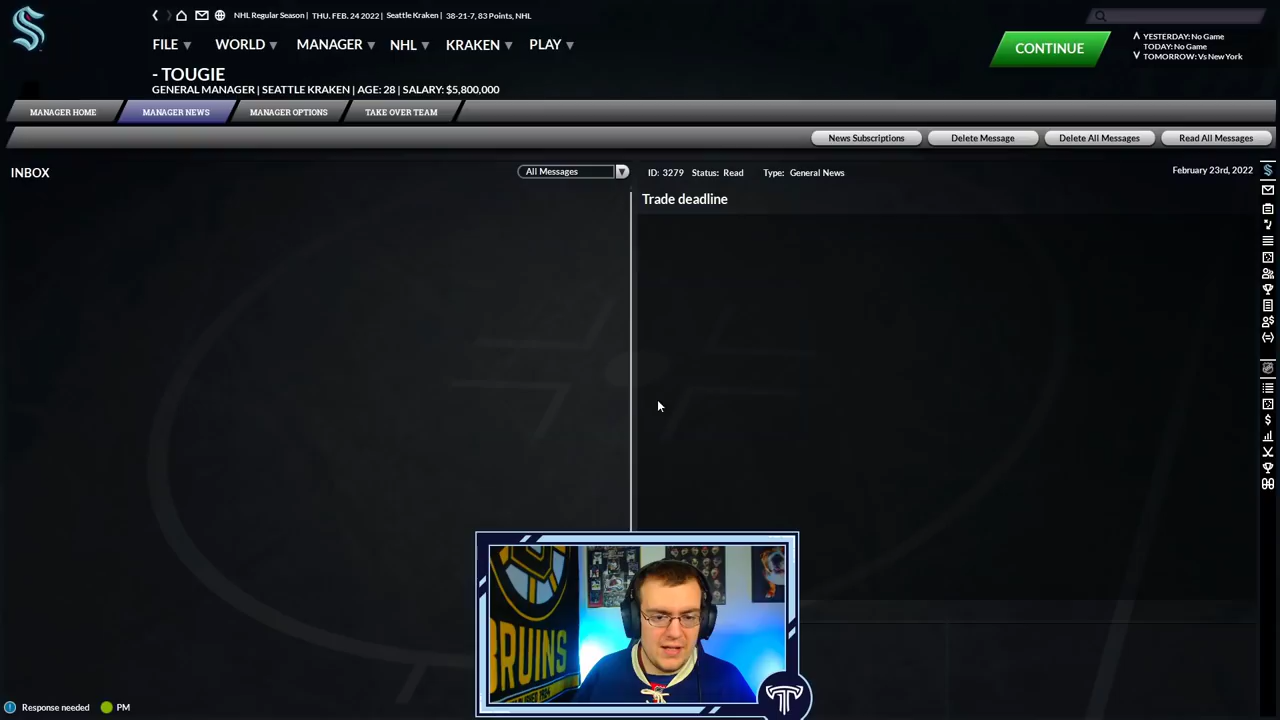 NHL Regular Season | THU. FEB. 24 2022 | Seattle Kraken | 38-21-7, 83 Points, NHL
FILE WORLD MANAGER NHL KRAKEN PLAY
CONTINUE
YESTERDAY: No Game
TODAY: No Game
TOMORROW: Vs New York
- TOUGIE
GENERAL MANAGER | SEATTLE KRAKEN | AGE: 28 | SALARY: $5,800,000
MANAGER HOME MANAGER NEWS MANAGER OPTIONS TAKE OVER TEAM
News Subscriptions Delete Message Delete All Messages Read All Messages
INBOX All Messages ID: 3279 Status: Read Type: General News February 23rd, 2022
Trade deadline
BRUINS
Response needed PM